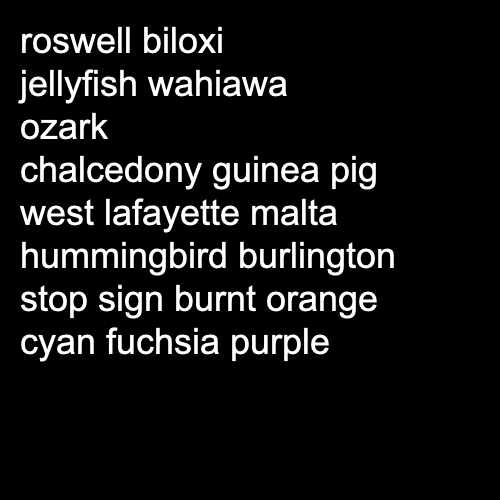 roswell biloxi
jellyfish wahiawa
ozark
chalcedony guinea pig
west lafayette malta
hummingbird burlington
stop sign burnt orange
cyan fuchsia purple